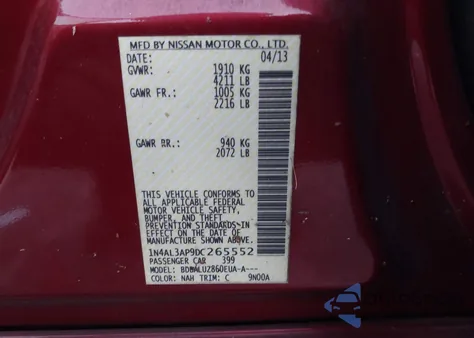 MFD BY NISSAN MOTOR CO., LTD.
DATE: 04/13
GVWR: 1910 KG
4211 LB
GAWR FR.: 1005 KG
2216 LB
GAWR RR.: 940 KG
2072 LB
THIS VEHICLE CONFORMS TO
ALL APPLICABLE FEDERAL
MOTOR VEHICLE SAFETY,
BUMPER, AND THEFT
PREVENTION STANDARDS
IN EFFECT ON THE DATE OF
MANUFACTURE SHOWN ABOVE.
1N4AL3AP9DC265552
PASSENGER CAR 399
MODEL: BDBALUZ860EUA-A---
COLOR: NAH TRIM: C 9N00A